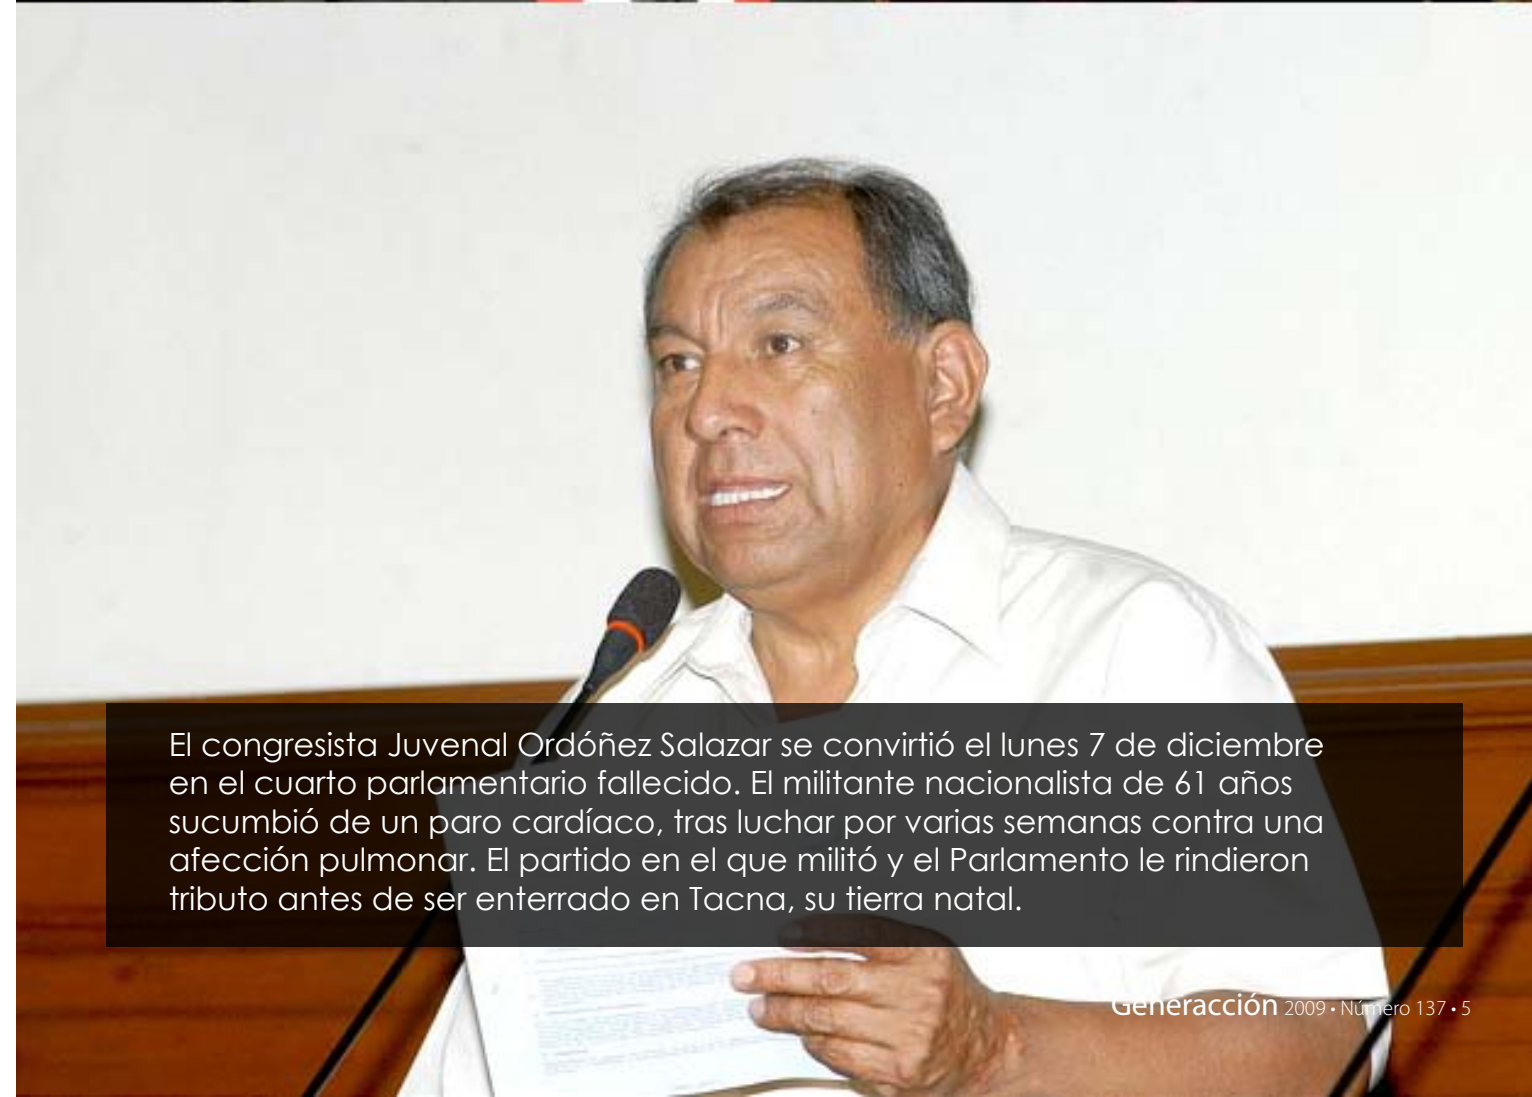 El congresista Juvenal Ordóñez Salazar se convirtió el lunes 7 de diciembre
en el cuarto parlamentario fallecido. El militante nacionalista de 61 años
sucumbió de un paro cardíaco, tras luchar por varias semanas contra una
afección pulmonar. El partido en el que militó y el Parlamento le rindieron
tributo antes de ser enterrado en Tacna, su tierra natal.
Generacción 2009 • Número 137 • 5